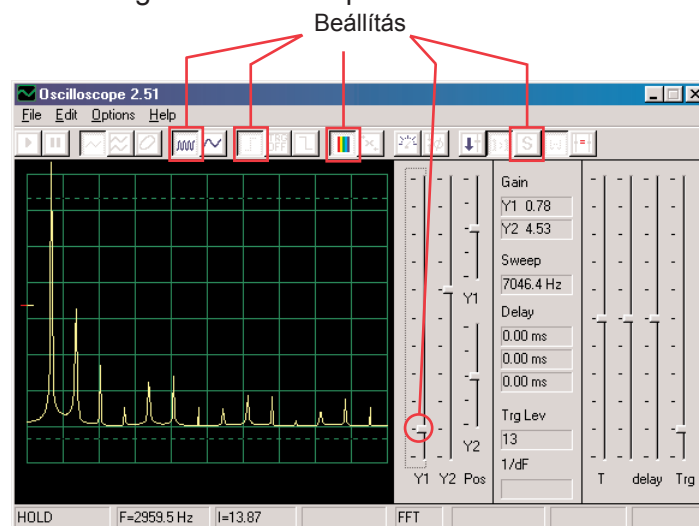 Beállítás
Oscilloscope 2.51
File Edit Options Help
Gain
Y1 0.78
Y2 4.53
Sweep
7046.4 Hz
Delay
0.00 ms
0.00 ms
0.00 ms
Trg Lev
13
1/dF
Y1
Y2
Y1 Y2 Pos
T delay Trg
S
HOLD F=2959.5 Hz I=13.87 FFT